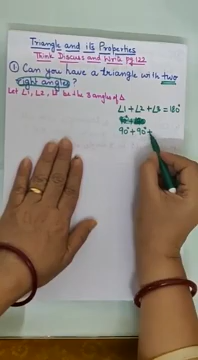 Triangle and its Properties
Think Discuss and Write pg. 122
① Can you have a triangle with two
right angles?
Let ∠1, ∠2, ∠3 be the 3 angles of Δ
∠1 + ∠2 + ∠3 = 180°
90° + 90° +